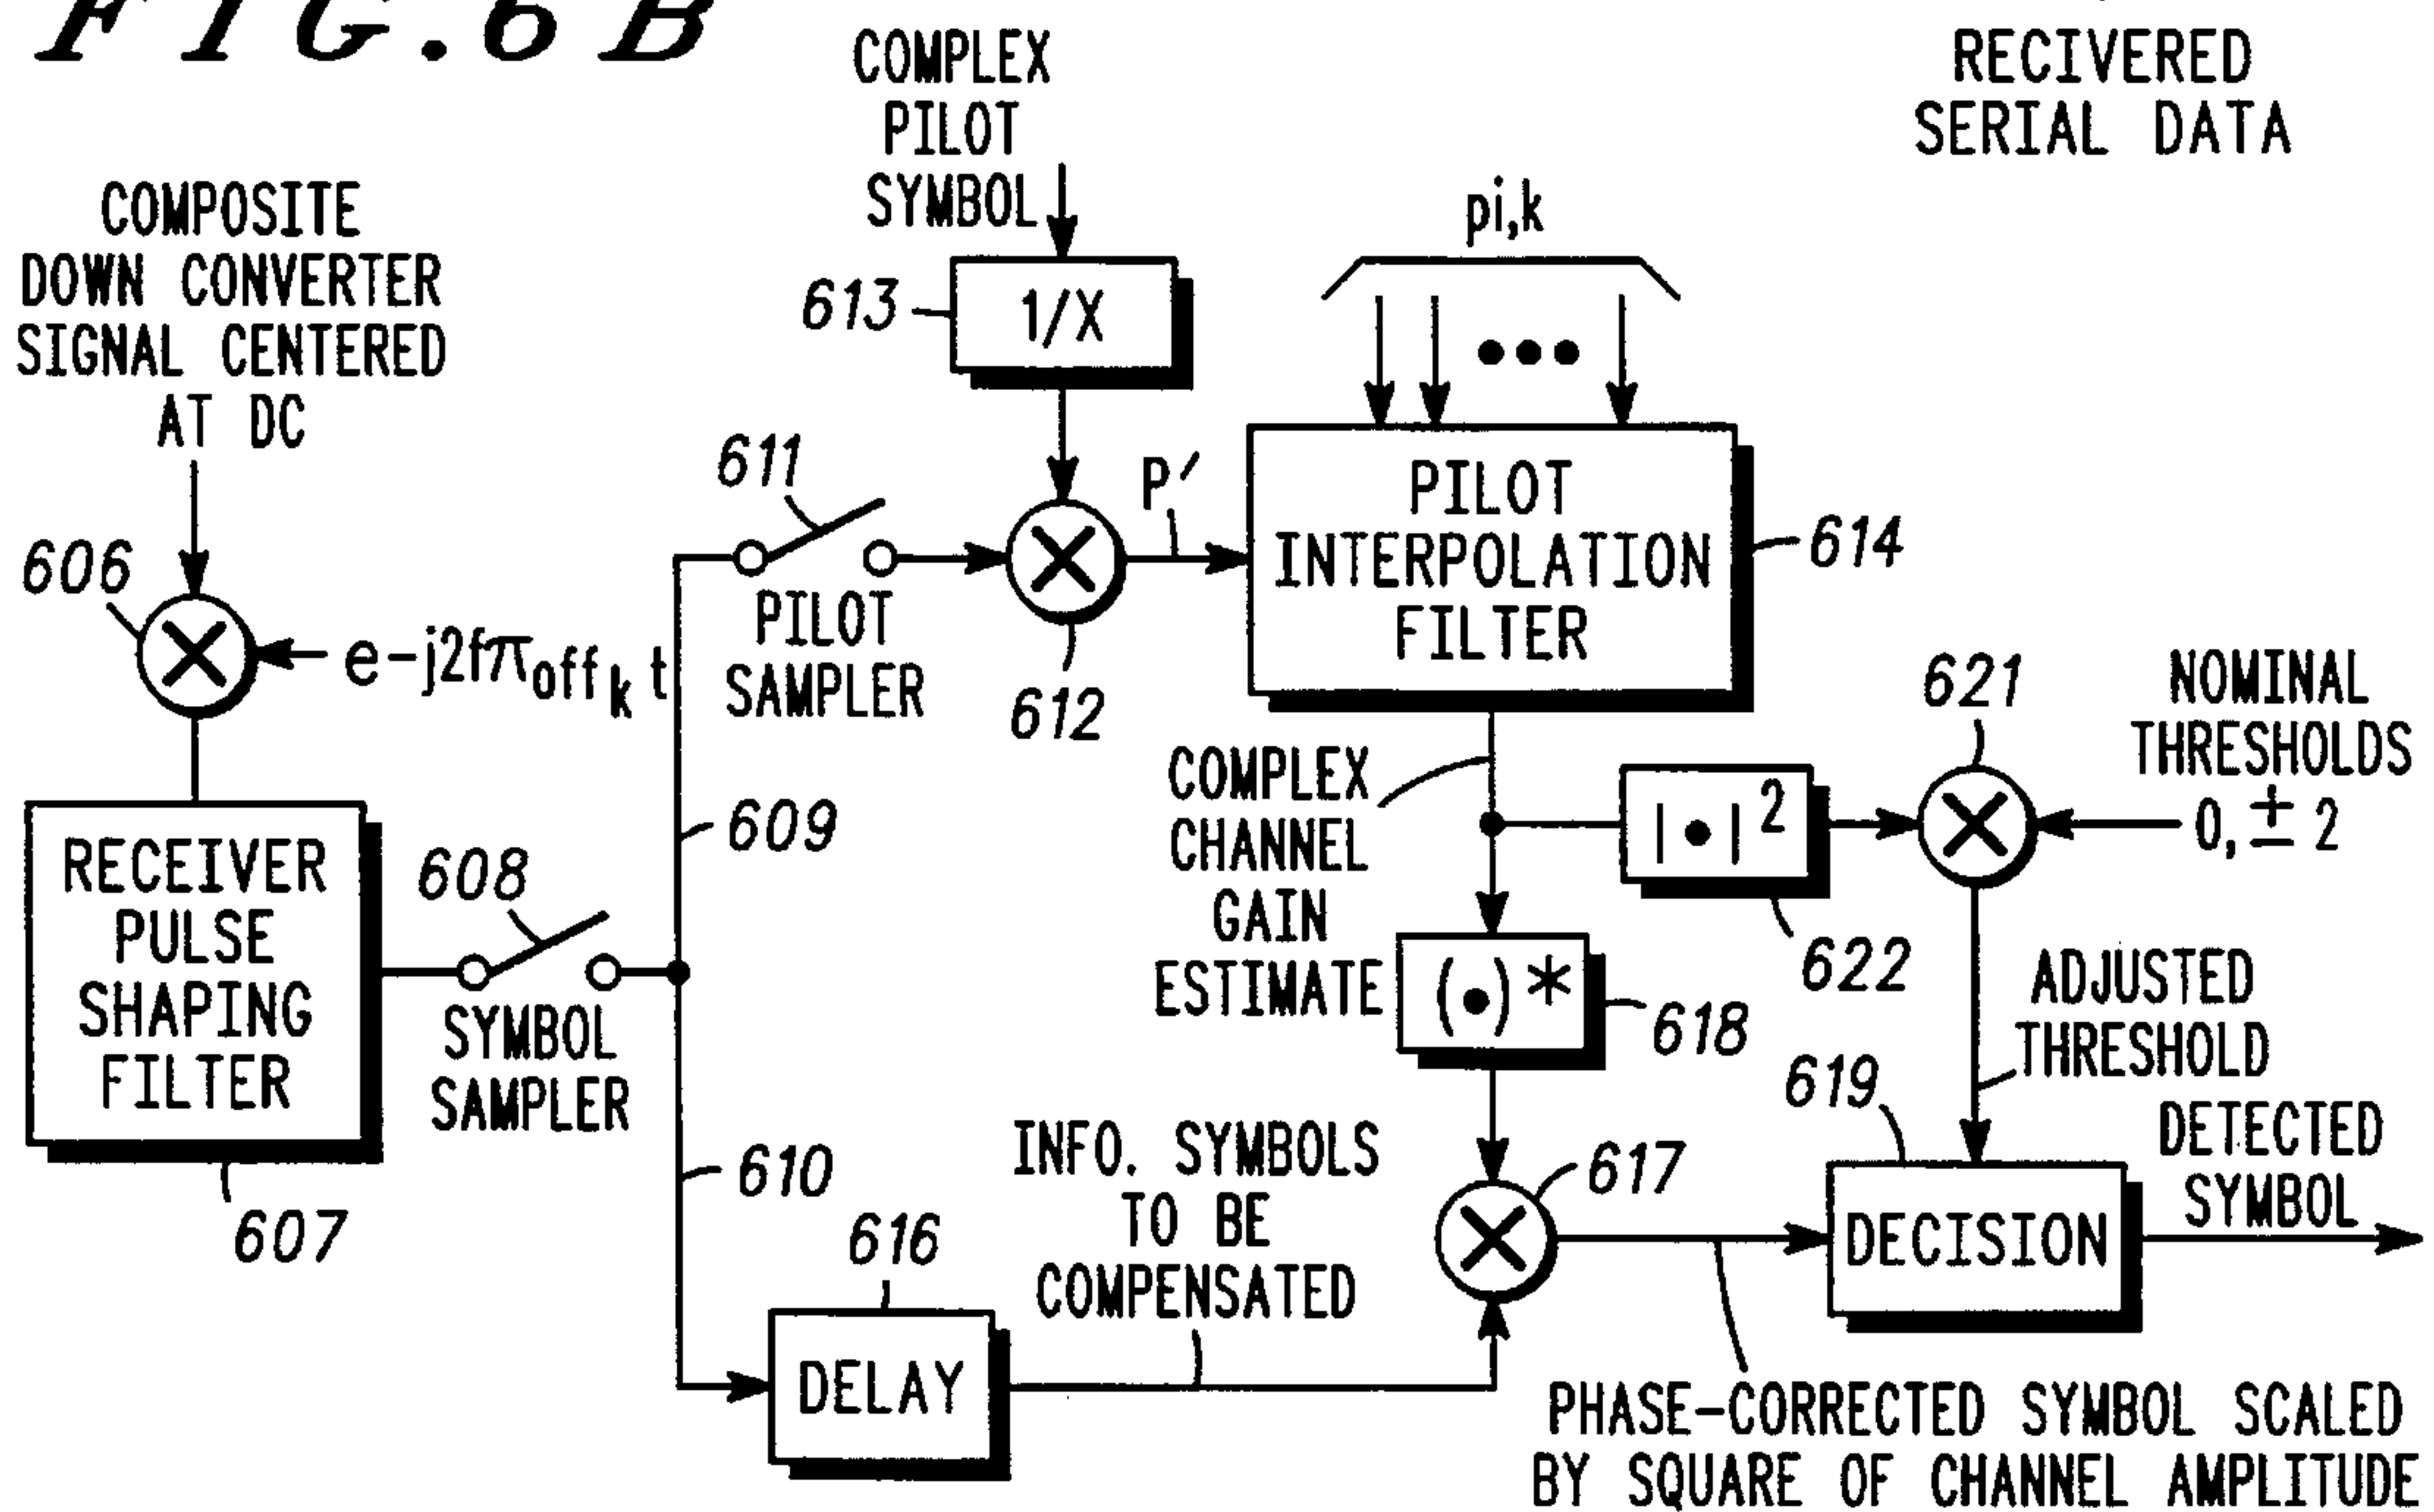 FIG. 6B
RECIVERED
SERIAL DATA
COMPLEX
PILOT
SYMBOL
COMPOSITE
DOWN CONVERTER
SIGNAL CENTERED
AT DC
pi,k
613
1/X
611
P′
PILOT
INTERPOLATION
FILTER
614
606
e-j2fπoffk t
PILOT
SAMPLER
612
621
NOMINAL
THRESHOLDS
0, ± 2
COMPLEX
CHANNEL
GAIN
ESTIMATE
|•|2
622
609
RECEIVER
PULSE
SHAPING
FILTER
607
608
SYMBOL
SAMPLER
(•)*
618
ADJUSTED
THRESHOLD
619
DETECTED
SYMBOL
610
INFO. SYMBOLS
TO BE
COMPENSATED
617
DECISION
616
DELAY
PHASE-CORRECTED SYMBOL SCALED
BY SQUARE OF CHANNEL AMPLITUDE